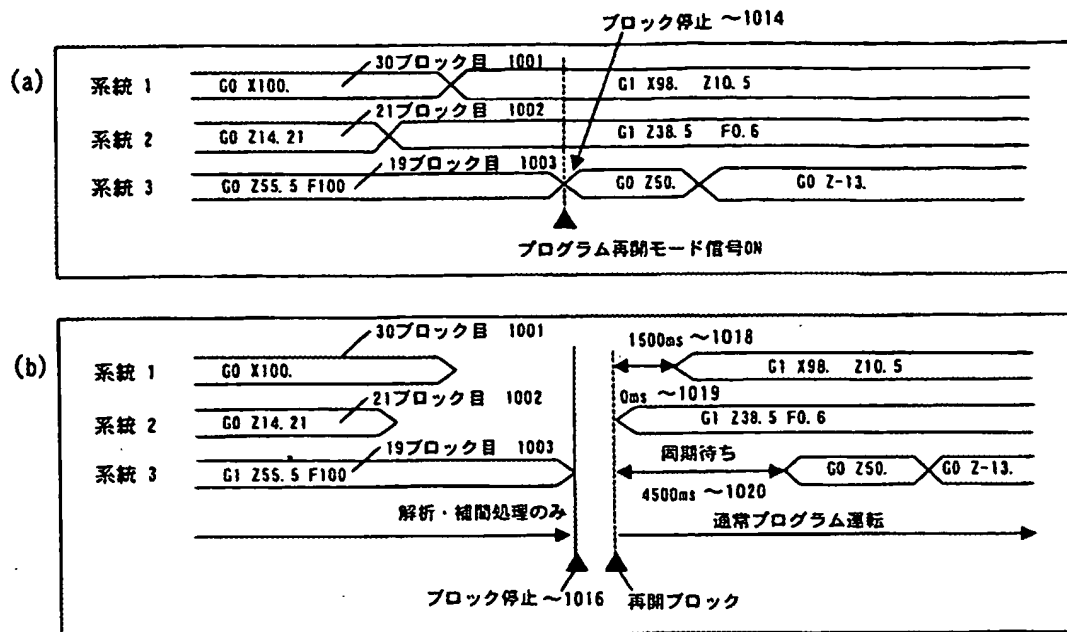 ブロック停止 ~1014
(a)
30ブロック目 1001
系統 1
G0 X100.
G1 X98. Z10.5
21ブロック目 1002
系統 2
G0 Z14.21
G1 Z38.5 F0.6
19ブロック目 1003
系統 3
G0 Z55.5 F100
G0 Z50.
G0 Z-13.
プログラム再開モード信号ON
(b)
30ブロック目 1001
1500ms ~1018
系統 1
G0 X100.
G1 X98. Z10.5
21ブロック目 1002
0ms ~1019
系統 2
G0 Z14.21
G1 Z38.5 F0.6
19ブロック目 1003
周期待ち
系統 3
G1 Z55.5 F100
G0 Z50.
G0 Z-13.
4500ms ~1020
解析・補間処理のみ
通常プログラム運転
ブロック停止 ~1016
再開ブロック